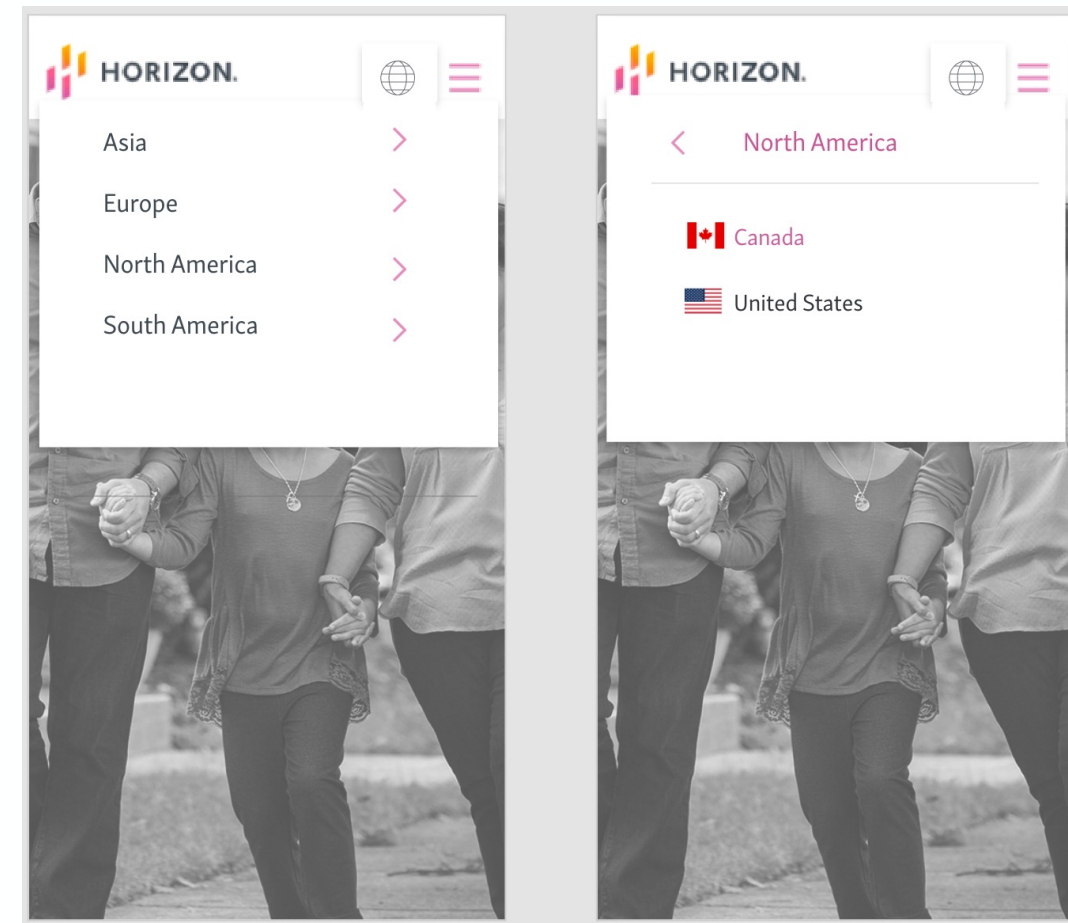 HORIZON.
Asia
Europe
North America
South America
HORIZON.
North America
Canada
United States